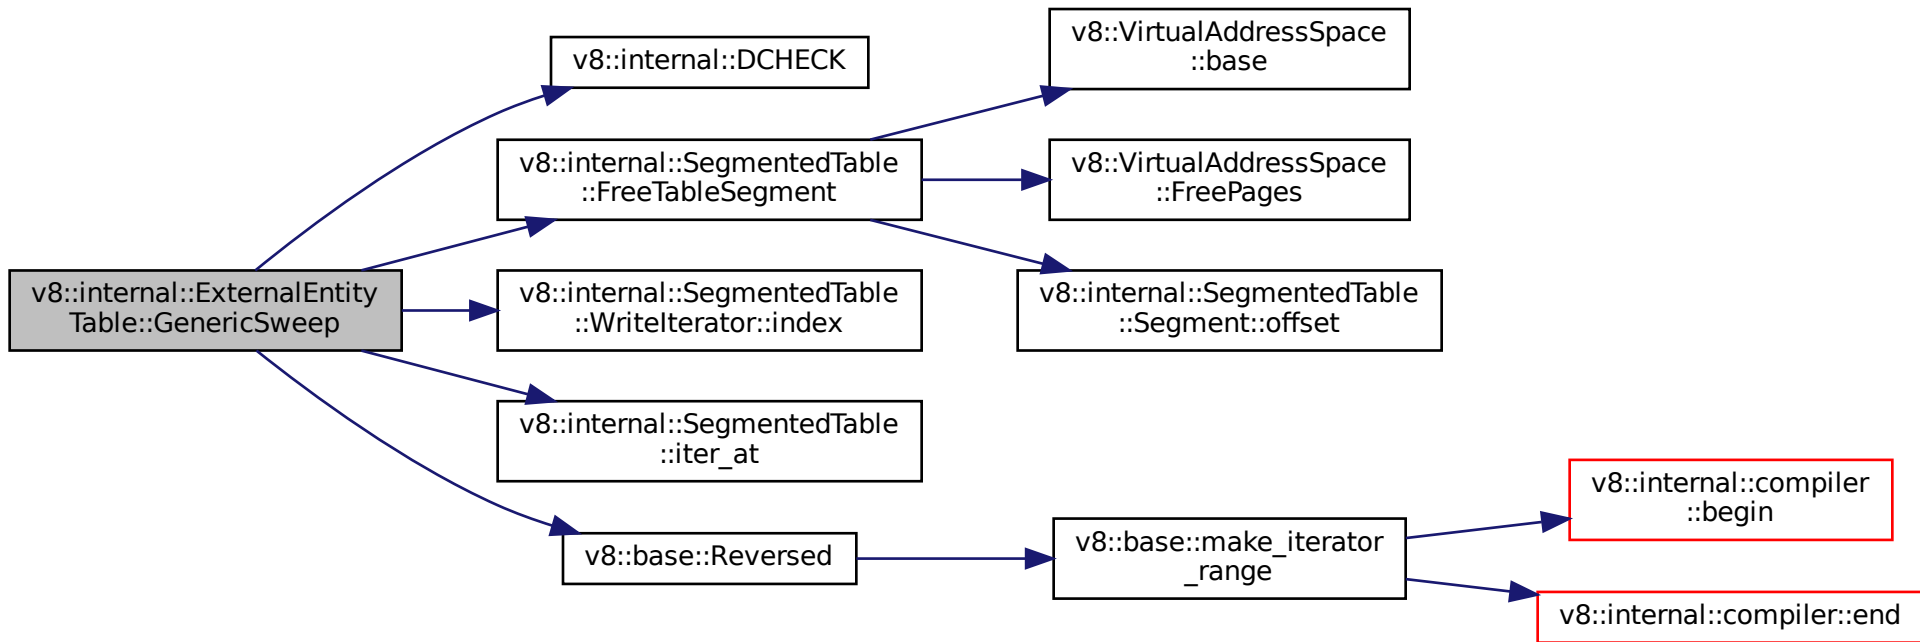 v8::internal::ExternalEntity
Table::GenericSweep
v8::internal::DCHECK
v8::internal::SegmentedTable
::FreeTableSegment
v8::internal::SegmentedTable
::WriteIterator::index
v8::internal::SegmentedTable
::iter_at
v8::base::Reversed
v8::VirtualAddressSpace
::base
v8::VirtualAddressSpace
::FreePages
v8::internal::SegmentedTable
::Segment::offset
v8::base::make_iterator
_range
v8::internal::compiler
::begin
v8::internal::compiler::end